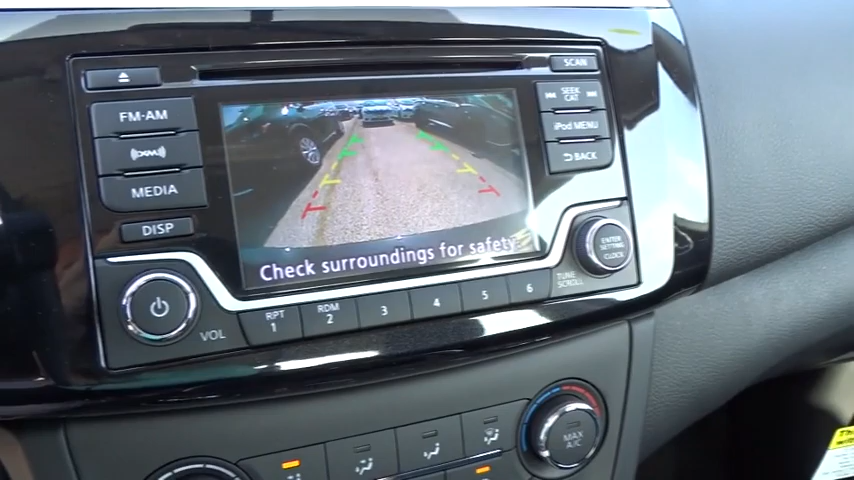 SCAN
FM·AM
SEEK
CAT
((XM))
iPod MENU
MEDIA
BACK
DISP
Check surroundings for safety
ENTER
SETTING
CLOCK
TUNE
SCROLL
VOL
RPT
1
RDM
2
3
4
5
6
MAX
A/C